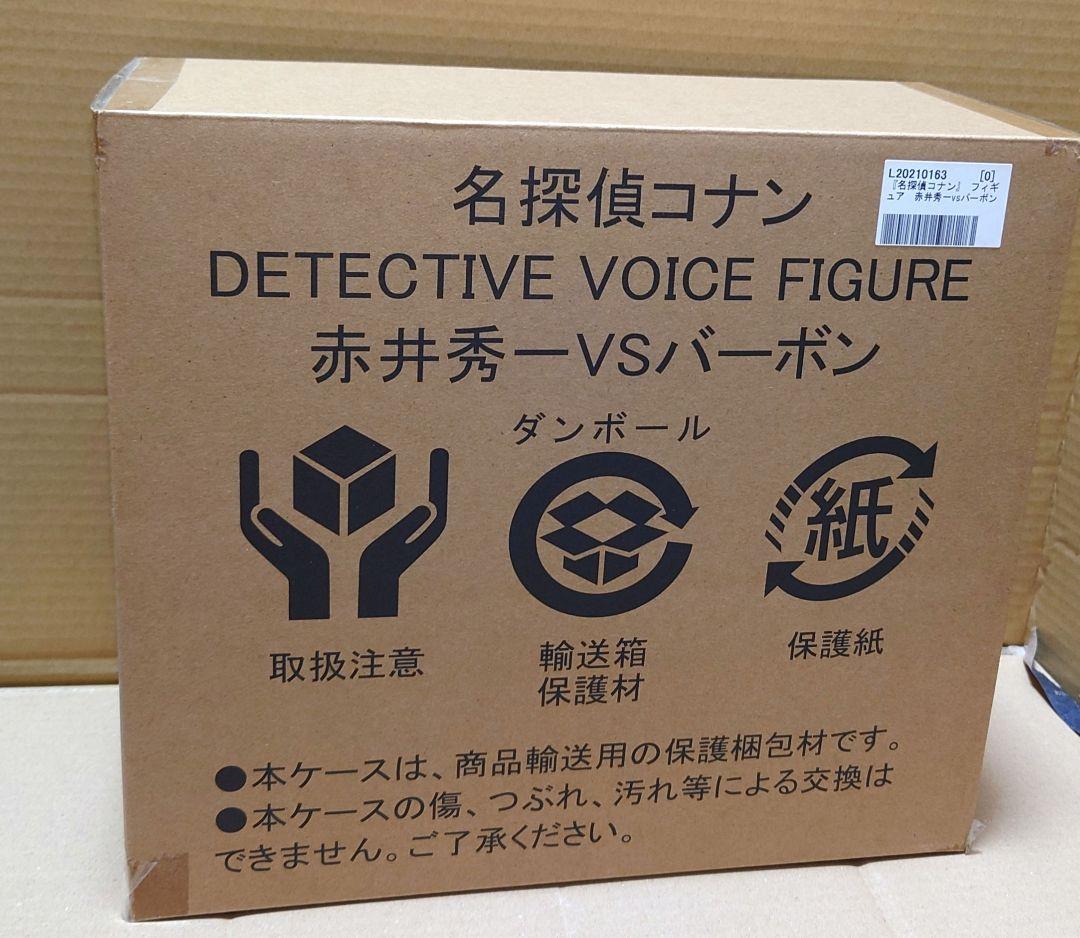 名探偵コナン
DETECTIVE VOICE FIGURE
赤井秀一VSバーボン
L20210163 [0]
『名探偵コナン』 フィギ
ュア 赤井秀一vsバーボン
ダンボール
紙
取扱注意
輸送箱
保護材
保護紙
●本ケースは、商品輸送用の保護梱包材です。
●本ケースの傷、つぶれ、汚れ等による交換は
できません。ご了承ください。